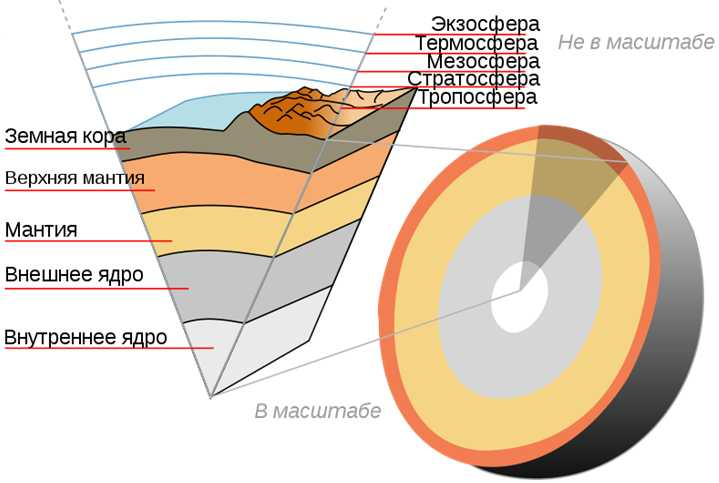 Экзосфера
Термосфера
Не в масштабе
Мезосфера
Стратосфера
Тропосфера
Земная кора
Верхняя мантия
Мантия
Внешнее ядро
Внутреннее ядро
В масштабе